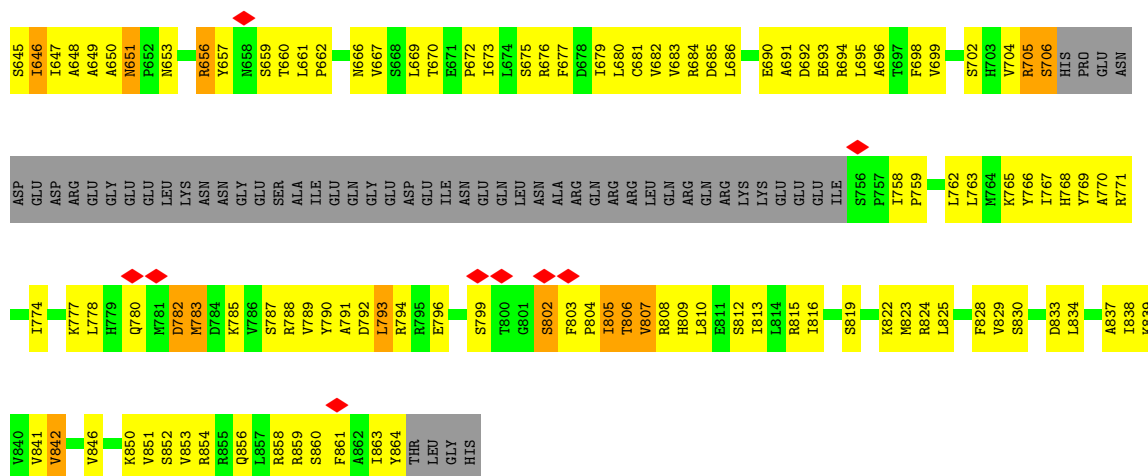 S645 I646 I647 A648 A649 A650 N651 P652 N653 R656 Y657 N658 S659 T660 L661 P662 N666 V667 S668 L669 T670 E671 P672 I673 L674 S675 R676 F677 D678 I679 L680 C681 V682 V683 R684 D685 L686 E690 A691 D692 E693 R694 L695 A696 T697 F698 V699 S702 H703 V704 R705 S706 HIS PRO GLU ASN
ASP GLU ASP ARG GLU GLY GLU GLU LEU LYS ASN ASN GLY GLU SER ALA ILE GLU GLN GLY GLU ASP GLU ILE ASN GLU GLN LEU ASN ALA ARG GLN ARG ARG LEU GLN ARG GLN ARG LYS LYS GLU GLU GLU ILE S756 P757 I758 P759 L762 L763 M764 K765 Y766 I767 H768 Y769 A770 R771
I774 K777 L778 H779 Q780 M781 D782 M783 D784 K785 V786 S787 R788 V789 Y790 A791 D792 L793 R794 R795 E796 S799 T800 G801 S802 F803 P804 I805 T806 V807 R808 H809 L810 E811 S812 I813 L814 R815 I816 S819 K822 M823 R824 L825 F828 V829 S830 D833 L834 A837 I838 K839
V840 V841 V842 V846 K850 V851 S852 V853 R854 R855 Q856 L857 R858 R859 S860 F861 A862 I863 Y864 THR LEU GLY HIS